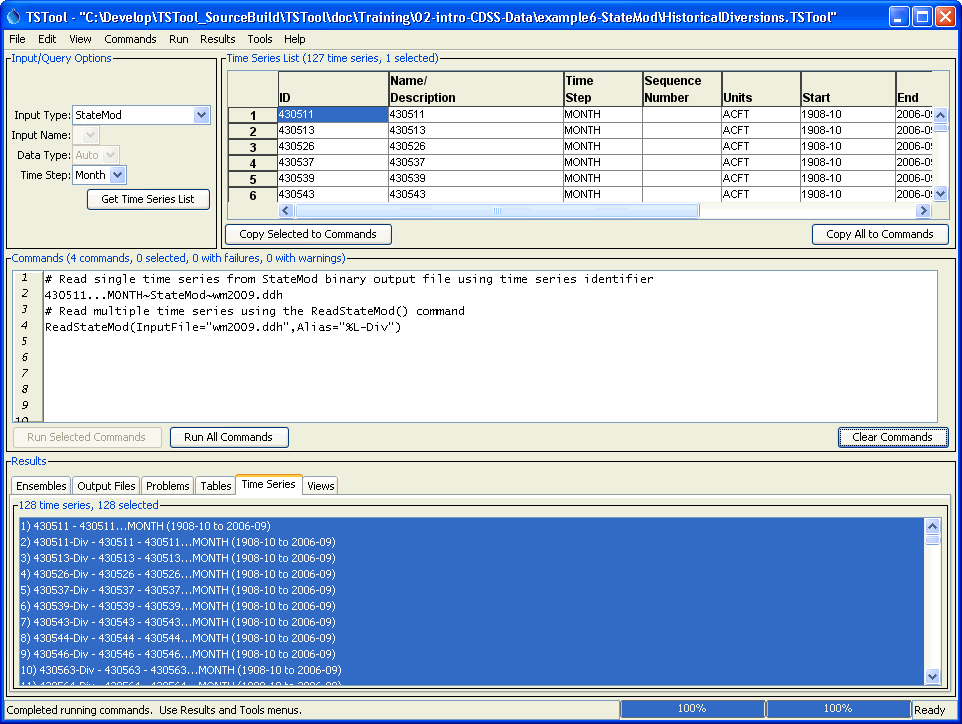 TSTool - "C:\Develop\TSTool_SourceBuild\TSTool\doc\Training\02-intro-CDSS-Data\example6-StateMod\HistoricalDiversions.TSTool"
File Edit View Commands Run Results Tools Help
Input/Query Options
Input Type: StateMod
Input Name:
Data Type: Auto
Time Step: Month
Get Time Series List
Time Series List (127 time series, 1 selected)
ID Name/ Description Time Step Sequence Number Units Start End
1 430511 430511 MONTH ACFT 1908-10 2006-0
2 430513 430513 MONTH ACFT 1908-10 2006-0
3 430526 430526 MONTH ACFT 1908-10 2006-0
4 430537 430537 MONTH ACFT 1908-10 2006-0
5 430539 430539 MONTH ACFT 1908-10 2006-0
6 430543 430543 MONTH ACFT 1908-10 2006-0
Copy Selected to Commands Copy All to Commands
Commands (4 commands, 0 selected, 0 with failures, 0 with warnings)
1 # Read single time series from StateMod binary output file using time series identifier
2 430511...MONTH~StateMod~wm2009.ddh
3 # Read multiple time series using the ReadStateMod() command
4 ReadStateMod(InputFile="wm2009.ddh",Alias="%L-Div")
5
6
7
8
9
10
Run Selected Commands Run All Commands Clear Commands
Results
Ensembles Output Files Problems Tables Time Series Views
128 time series, 128 selected
1) 430511 - 430511...MONTH (1908-10 to 2006-09)
2) 430511-Div - 430511 - 430511...MONTH (1908-10 to 2006-09)
3) 430513-Div - 430513 - 430513...MONTH (1908-10 to 2006-09)
4) 430526-Div - 430526 - 430526...MONTH (1908-10 to 2006-09)
5) 430537-Div - 430537 - 430537...MONTH (1908-10 to 2006-09)
6) 430539-Div - 430539 - 430539...MONTH (1908-10 to 2006-09)
7) 430543-Div - 430543 - 430543...MONTH (1908-10 to 2006-09)
8) 430544-Div - 430544 - 430544...MONTH (1908-10 to 2006-09)
9) 430546-Div - 430546 - 430546...MONTH (1908-10 to 2006-09)
10) 430563-Div - 430563 - 430563...MONTH (1908-10 to 2006-09)
Completed running commands. Use Results and Tools menus. 100% 100% Ready